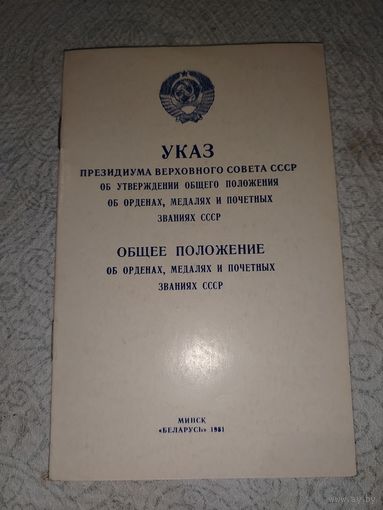 УКАЗ
ПРЕЗИДИУМА ВЕРХОВНОГО СОВЕТА СССР
ОБ УТВЕРЖДЕНИИ ОБЩЕГО ПОЛОЖЕНИЯ
ОБ ОРДЕНАХ, МЕДАЛЯХ И ПОЧЕТНЫХ
ЗВАНИЯХ СССР
ОБЩЕЕ ПОЛОЖЕНИЕ
ОБ ОРДЕНАХ, МЕДАЛЯХ И ПОЧЕТНЫХ
ЗВАНИЯХ СССР
МИНСК
«БЕЛАРУСЬ» 1981